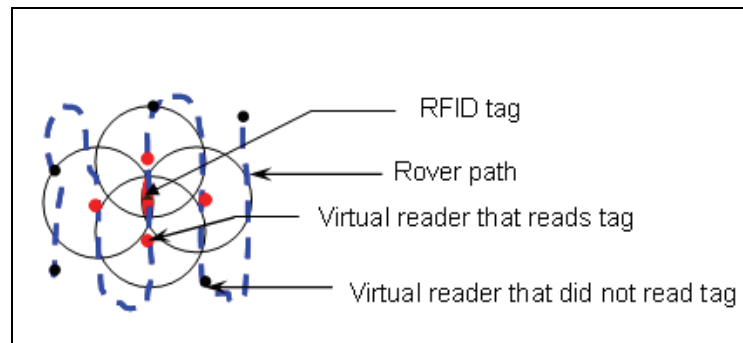 RFID tag
Rover path
Virtual reader that reads tag
Virtual reader that did not read tag